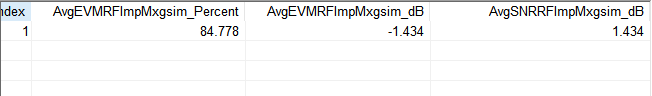 ndex AvgEVMRFImpMxgsim_Percent AvgEVMRFImpMxgsim_dB AvgSNRRFImpMxgsim_dB
1 84.778 -1.434 1.434